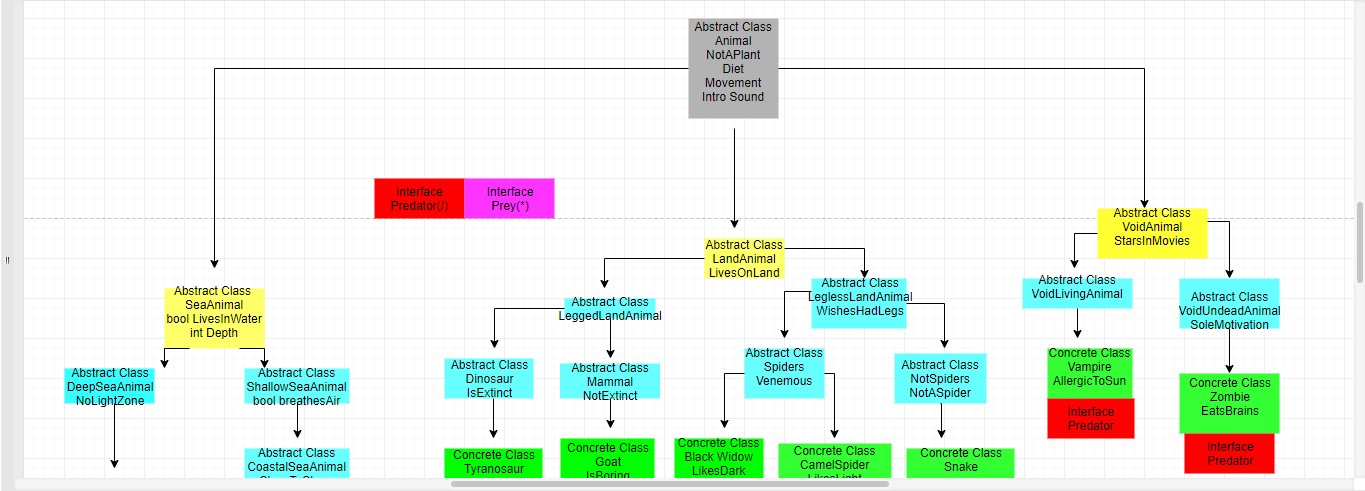 Abstract Class
Animal
NotAPlant
Diet
Movement
Intro Sound
Interface
Predator(/)
Interface
Prey(*)
Abstract Class
VoidAnimal
StarsInMovies
Abstract Class
LandAnimal
LivesOnLand
Abstract Class
SeaAnimal
bool LivesInWater
int Depth
Abstract Class
LeggedLandAnimal
Abstract Class
LeglessLandAnimal
WishesHadLegs
Abstract Class
VoidLivingAnimal
Abstract Class
VoidUndeadAnimal
SoleMotivation
Abstract Class
DeepSeaAnimal
NoLightZone
Abstract Class
ShallowSeaAnimal
bool breathesAir
Abstract Class
Dinosaur
IsExtinct
Abstract Class
Mammal
NotExtinct
Abstract Class
Spiders
Venemous
Abstract Class
NotSpiders
NotASpider
Concrete Class
Vampire
AllergicToSun
Interface
Predator
Concrete Class
Zombie
EatsBrains
Interface
Predator
Abstract Class
CoastalSeaAnimal
Concrete Class
Tyranosaur
Concrete Class
Goat
IsBoring
Concrete Class
Black Widow
LikesDark
Concrete Class
CamelSpider
LikesLight
Concrete Class
Snake